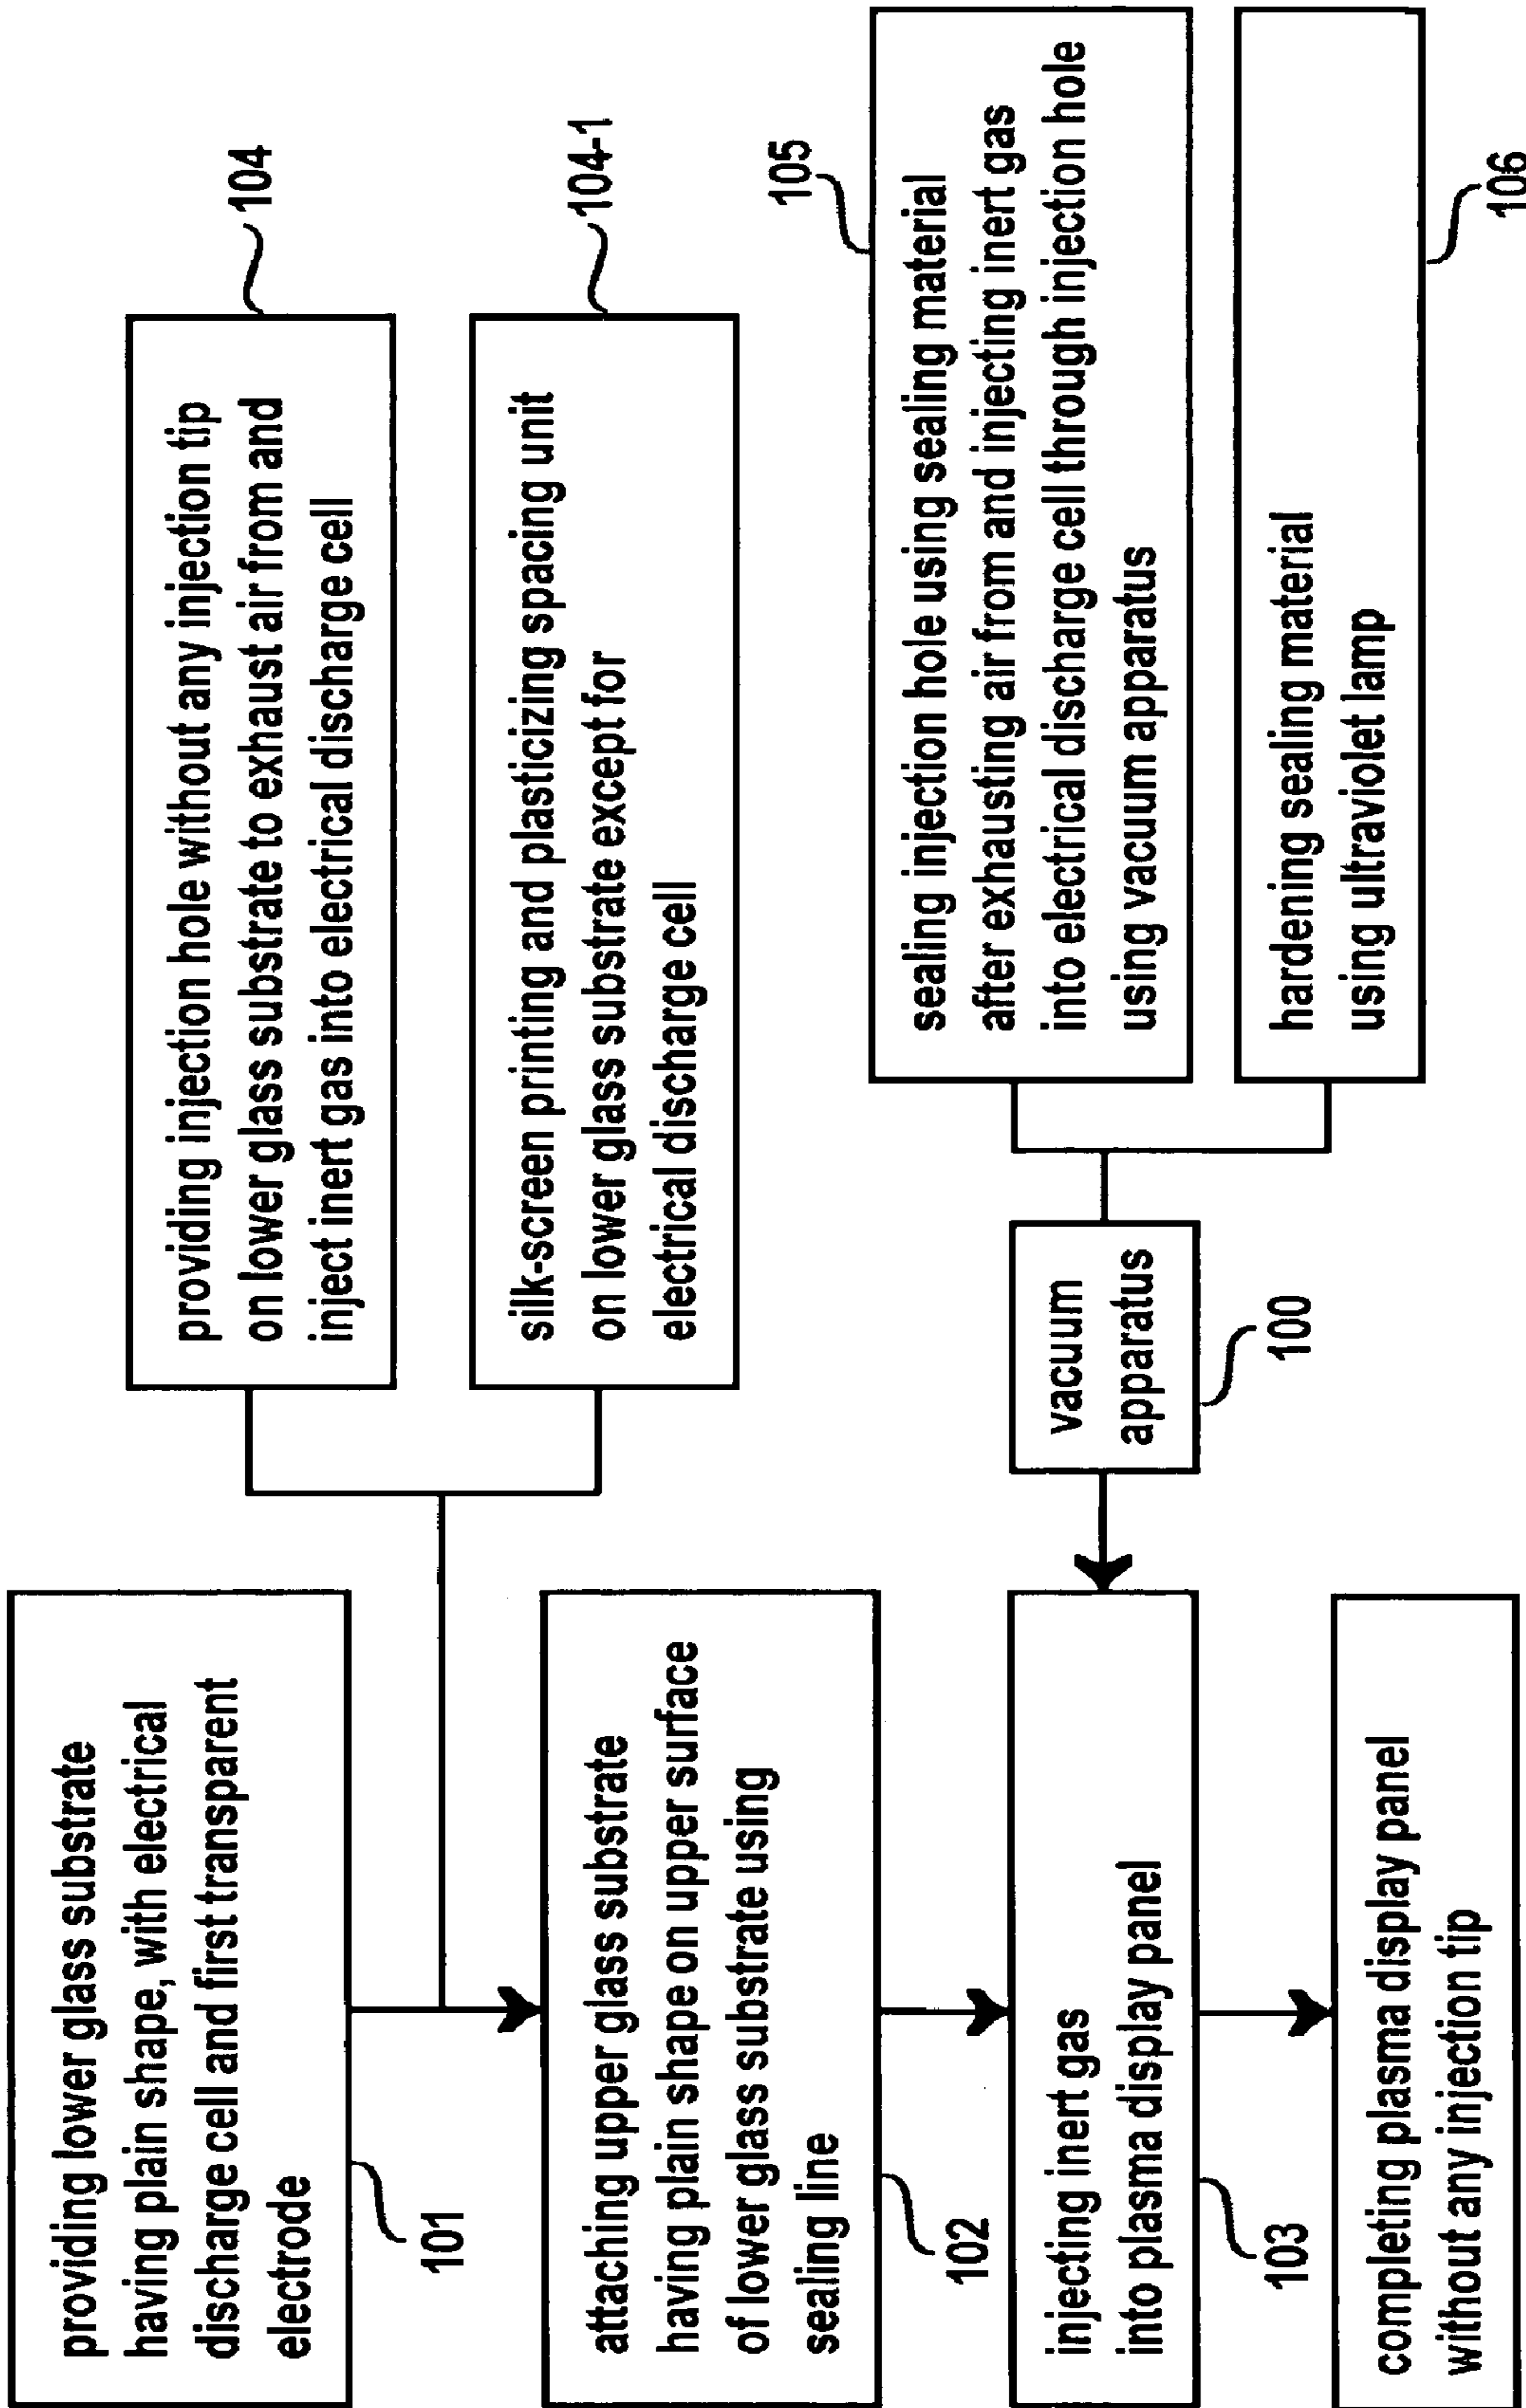 providing lower glass substrate
having plain shape, with electrical
discharge cell and first transparent
electrode
101
providing injection hole without any injection tip
on lower glass substrate to exhaust air from and
inject inert gas into electrical discharge cell
104
silk-screen printing and plasticizing spacing unit
on lower glass substrate except for
electrical discharge cell
104-1
attaching upper glass substrate
having plain shape on upper surface
of lower glass substrate using
sealing line
102
sealing injection hole using sealing material
after exhausting air from and injecting inert gas
into electrical discharge cell through injection hole
using vacuum apparatus
105
hardening sealing material
using ultraviolet lamp
106
vacuum
apparatus
100
injecting inert gas
into plasma display panel
103
completing plasma display panel
without any injection tip